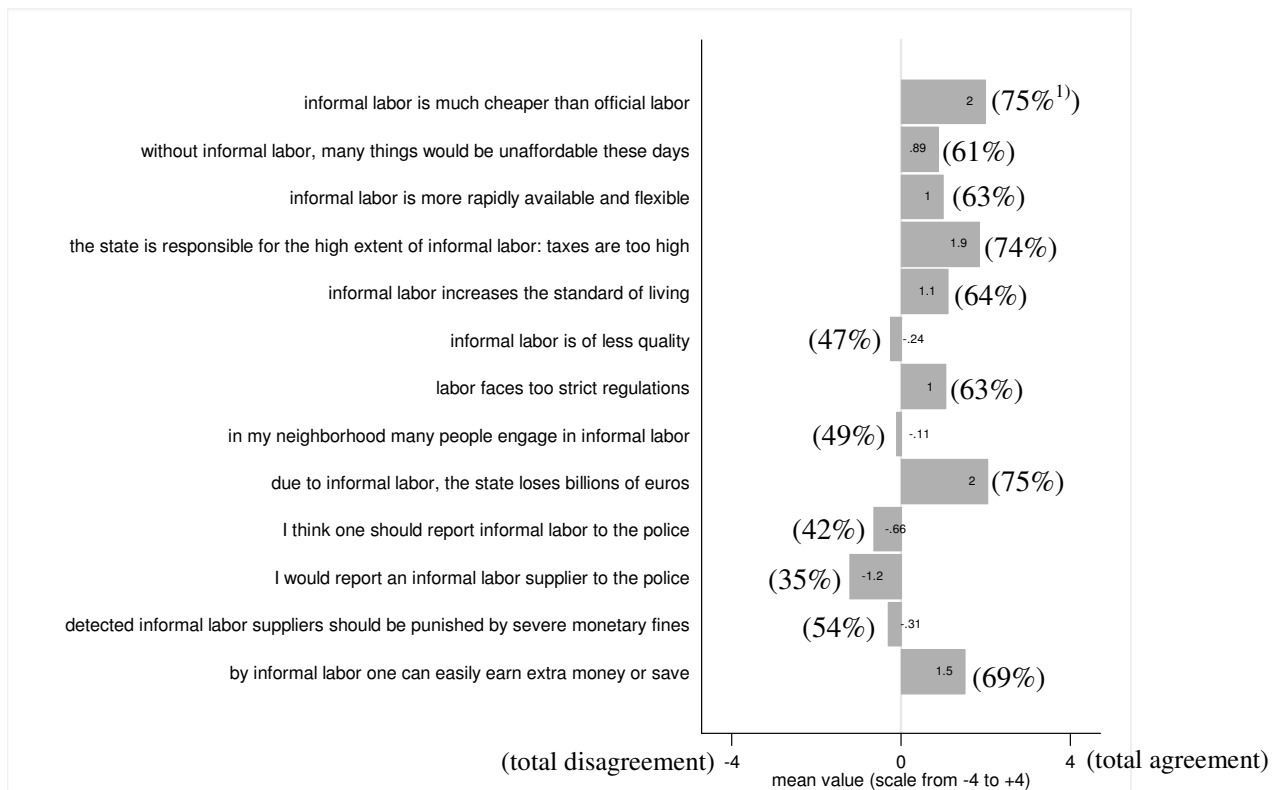 informal labor is much cheaper than official labor 2 (75%¹⁾)
without informal labor, many things would be unaffordable these days .89 (61%)
informal labor is more rapidly available and flexible 1 (63%)
the state is responsible for the high extent of informal labor: taxes are too high 1.9 (74%)
informal labor increases the standard of living 1.1 (64%)
informal labor is of less quality (47%) -.24
labor faces too strict regulations 1 (63%)
in my neighborhood many people engage in informal labor (49%) -.11
due to informal labor, the state loses billions of euros 2 (75%)
I think one should report informal labor to the police (42%) -.66
I would report an informal labor supplier to the police (35%) -1.2
detected informal labor suppliers should be punished by severe monetary fines (54%) -.31
by informal labor one can easily earn extra money or save 1.5 (69%)
(total disagreement) -4 0 4 (total agreement)
mean value (scale from -4 to +4)